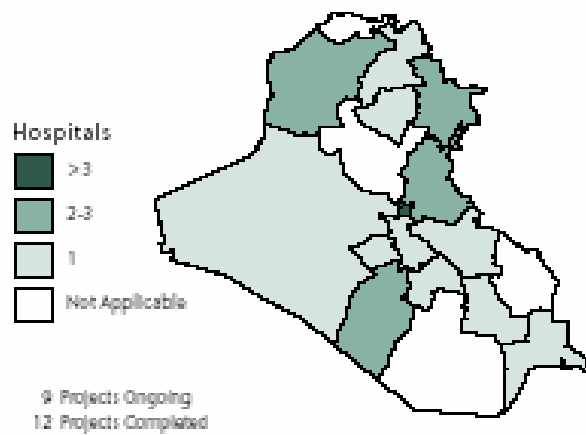 Hospitals
>3
2-3
1
Not Applicable
9 Projects Ongoing
12 Projects Completed